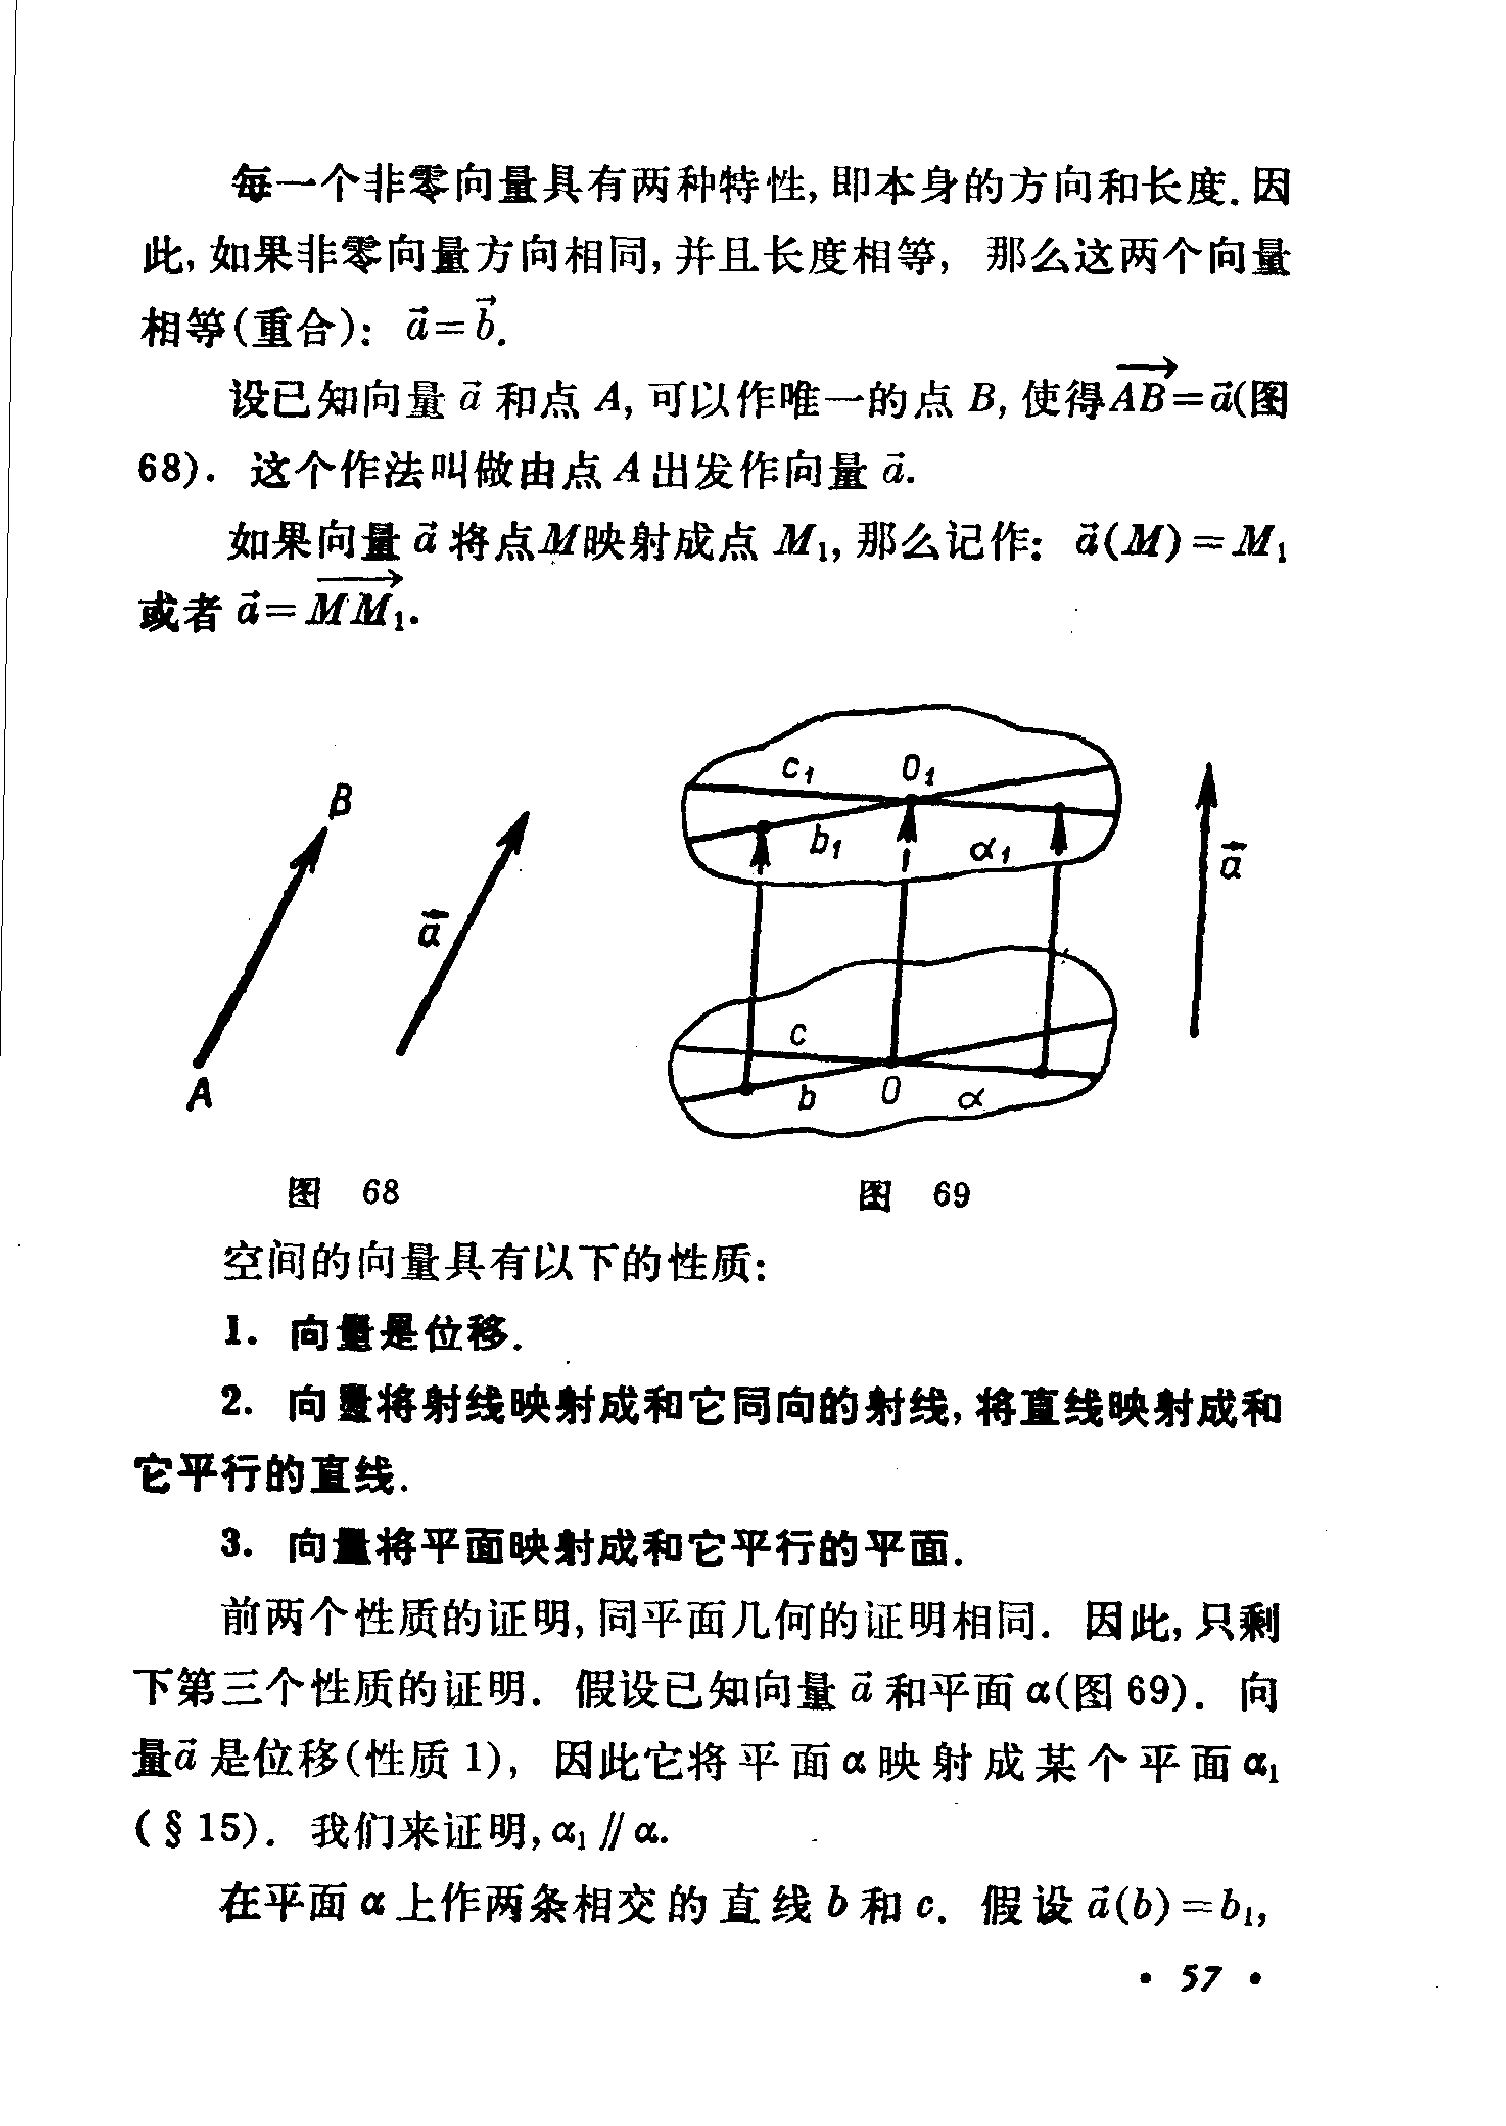 每一个非零向量具有两种特性,即本身的方向和长度.因
此,如果非零向量方向相同,并且长度相等, 那么这两个向量
相等(重合): a⃗=b⃗.
设已知向量 a⃗ 和点 A, 可以作唯一的点 B, 使得AB⃗=a⃗(图
68). 这个作法叫做由点 A 出发作向量 a⃗.
如果向量 a⃗ 将点M映射成点 M₁, 那么记作: a⃗(M)=M₁
或者 a⃗=MM₁⃗.
B
a⃗
A
c₁ O₁
b₁ α₁
a⃗
c
b O α
图 68
图 69
空间的向量具有以下的性质:
1. 向量是位移.
2. 向量将射线映射成和它同向的射线,将直线映射成和
它平行的直线.
3. 向量将平面映射成和它平行的平面.
前两个性质的证明,同平面几何的证明相同. 因此,只剩
下第三个性质的证明. 假设已知向量 a⃗ 和平面 α(图 69). 向
量a⃗ 是位移(性质 1), 因此它将平面 α 映射成某个平面 α₁
(§ 15). 我们来证明, α₁∥α.
在平面 α 上作两条相交的直线 b 和 c. 假设 a⃗(b)=b₁,
· 57 ·